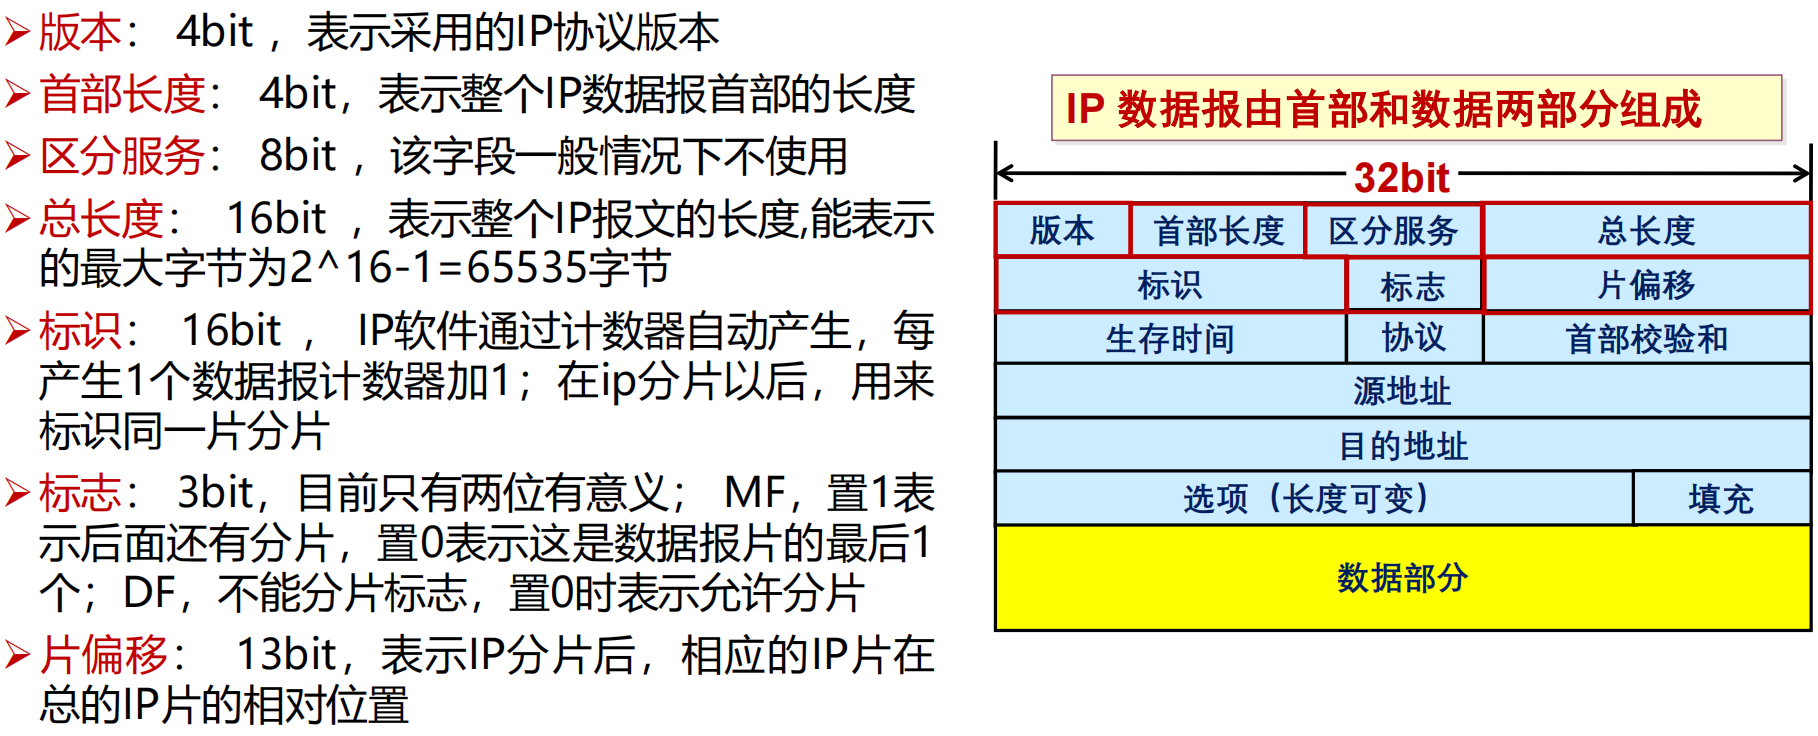 版本： 4bit ，表示采用的IP协议版本
首部长度： 4bit，表示整个IP数据报首部的长度
区分服务： 8bit ，该字段一般情况下不使用
总长度： 16bit ，表示整个IP报文的长度,能表示
的最大字节为2^16-1=65535字节
标识： 16bit ， IP软件通过计数器自动产生，每
产生1个数据报计数器加1；在ip分片以后，用来
标识同一片分片
标志： 3bit，目前只有两位有意义； MF，置1表
示后面还有分片，置0表示这是数据报片的最后1
个；DF，不能分片标志，置0时表示允许分片
片偏移： 13bit，表示IP分片后，相应的IP片在
总的IP片的相对位置
IP 数据报由首部和数据两部分组成
32bit
版本 首部长度 区分服务 总长度
标识 标志 片偏移
生存时间 协议 首部校验和
源地址
目的地址
选项（长度可变） 填充
数据部分